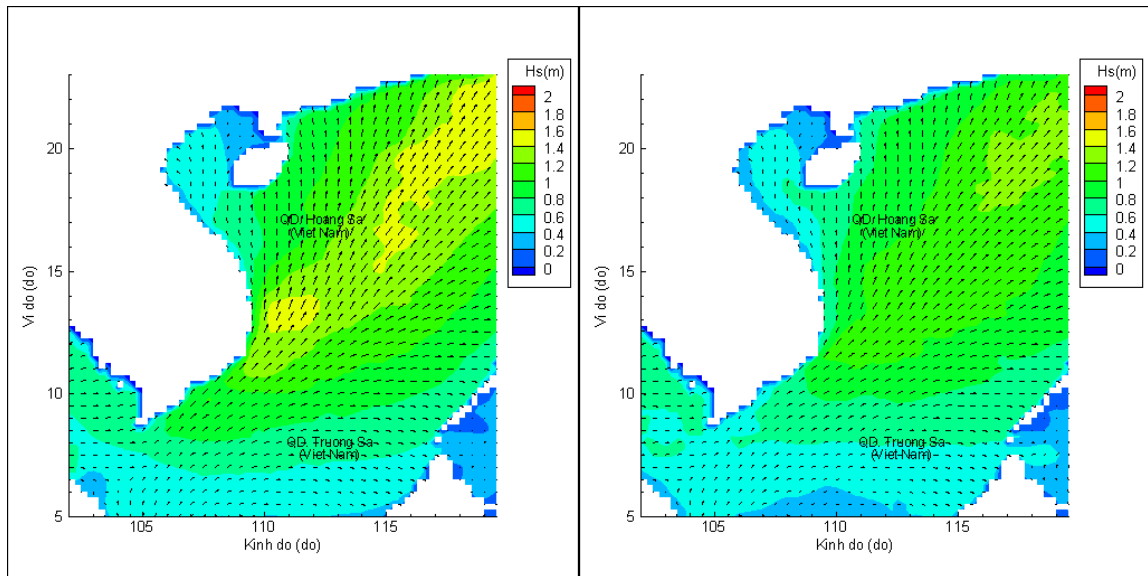 Hs(m)
2
1.8
1.6
1.4
1.2
1
0.8
0.6
0.4
0.2
0
20
15
10
5
105
110
115
Vi do (do)
Kinh do (do)
QD. Hoang Sa
(Viet Nam)
QD. Truong Sa
(Viet Nam)
Hs(m)
2
1.8
1.6
1.4
1.2
1
0.8
0.6
0.4
0.2
0
20
15
10
5
105
110
115
Vi do (do)
Kinh do (do)
QD. Hoang Sa
(Viet Nam)
QD. Truong Sa
(Viet Nam)